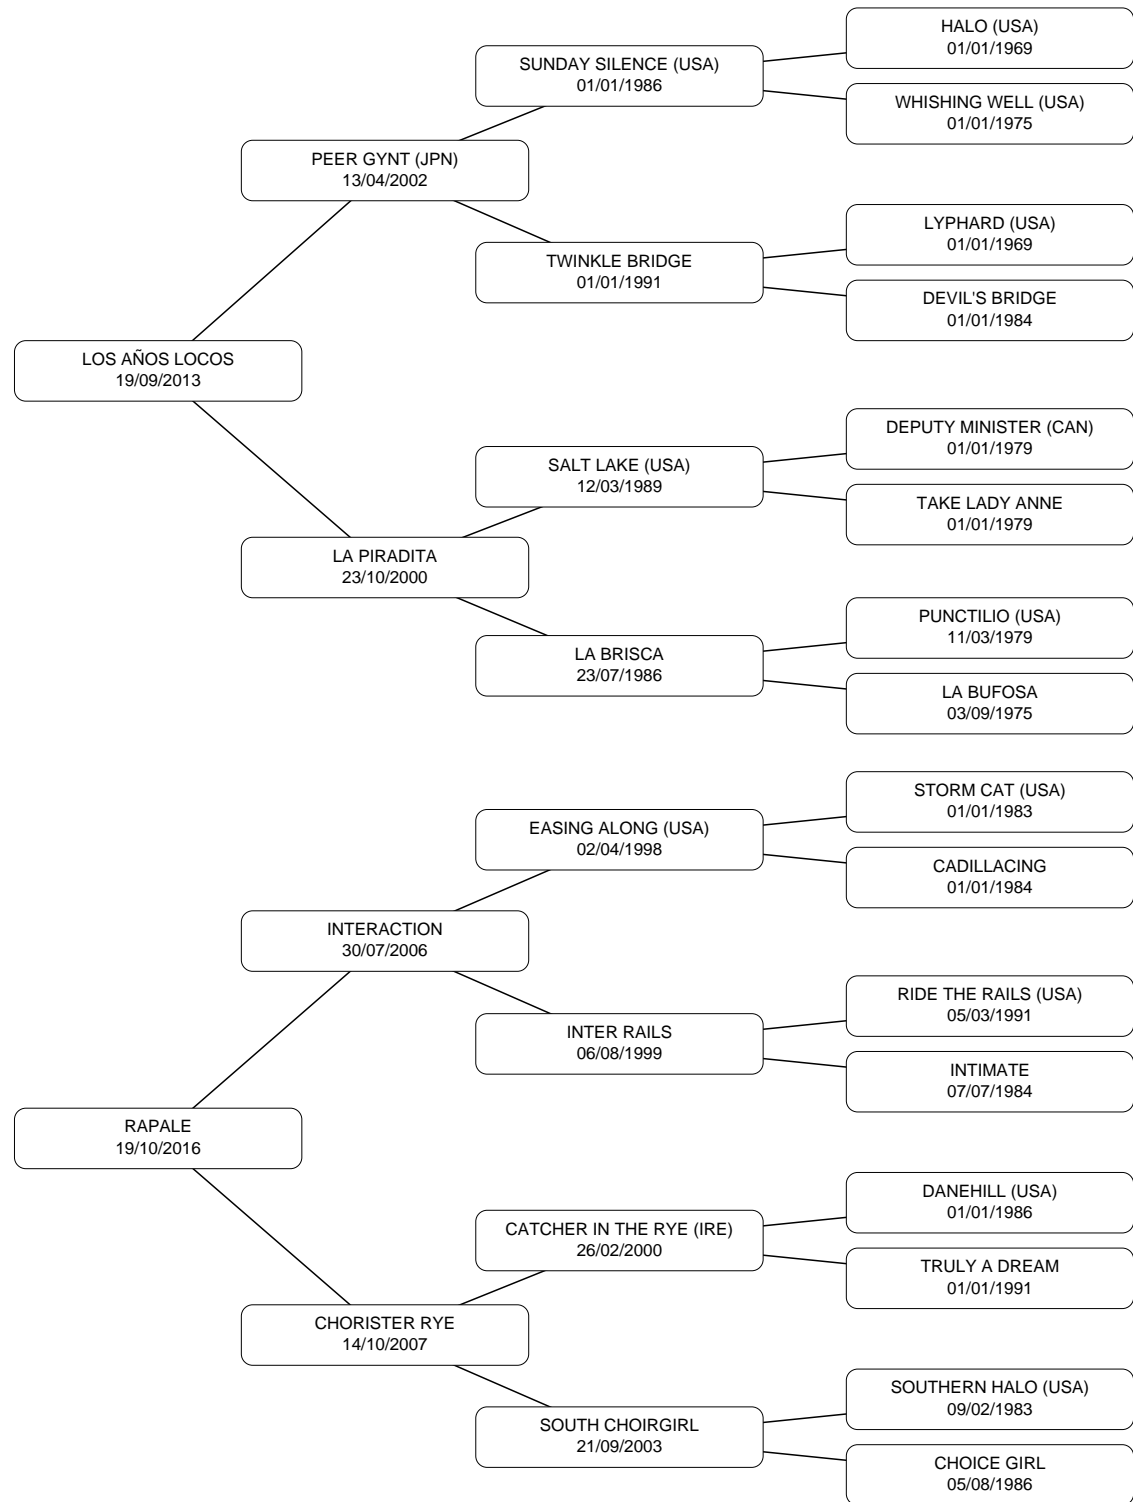 HALO (USA)
01/01/1969
SUNDAY SILENCE (USA)
01/01/1986
WHISHING WELL (USA)
01/01/1975
PEER GYNT (JPN)
13/04/2002
LYPHARD (USA)
01/01/1969
TWINKLE BRIDGE
01/01/1991
DEVIL'S BRIDGE
01/01/1984
LOS AÑOS LOCOS
19/09/2013
DEPUTY MINISTER (CAN)
01/01/1979
SALT LAKE (USA)
12/03/1989
TAKE LADY ANNE
01/01/1979
LA PIRADITA
23/10/2000
PUNCTILIO (USA)
11/03/1979
LA BRISCA
23/07/1986
LA BUFOSA
03/09/1975
STORM CAT (USA)
01/01/1983
EASING ALONG (USA)
02/04/1998
CADILLACING
01/01/1984
INTERACTION
30/07/2006
RIDE THE RAILS (USA)
05/03/1991
INTER RAILS
06/08/1999
INTIMATE
07/07/1984
RAPALE
19/10/2016
DANEHILL (USA)
01/01/1986
CATCHER IN THE RYE (IRE)
26/02/2000
TRULY A DREAM
01/01/1991
CHORISTER RYE
14/10/2007
SOUTHERN HALO (USA)
09/02/1983
SOUTH CHOIRGIRL
21/09/2003
CHOICE GIRL
05/08/1986